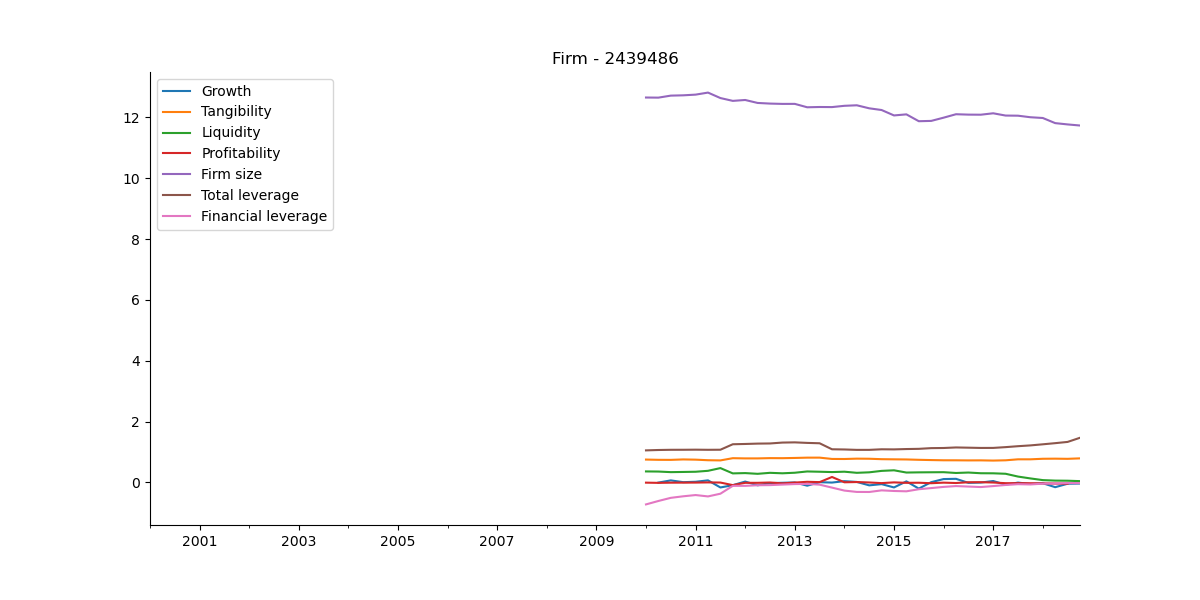 Firm - 2439486
Growth
Tangibility
Liquidity
Profitability
Firm size
Total leverage
Financial leverage
12
10
8
6
4
2
0
2001 2003 2005 2007 2009 2011 2013 2015 2017